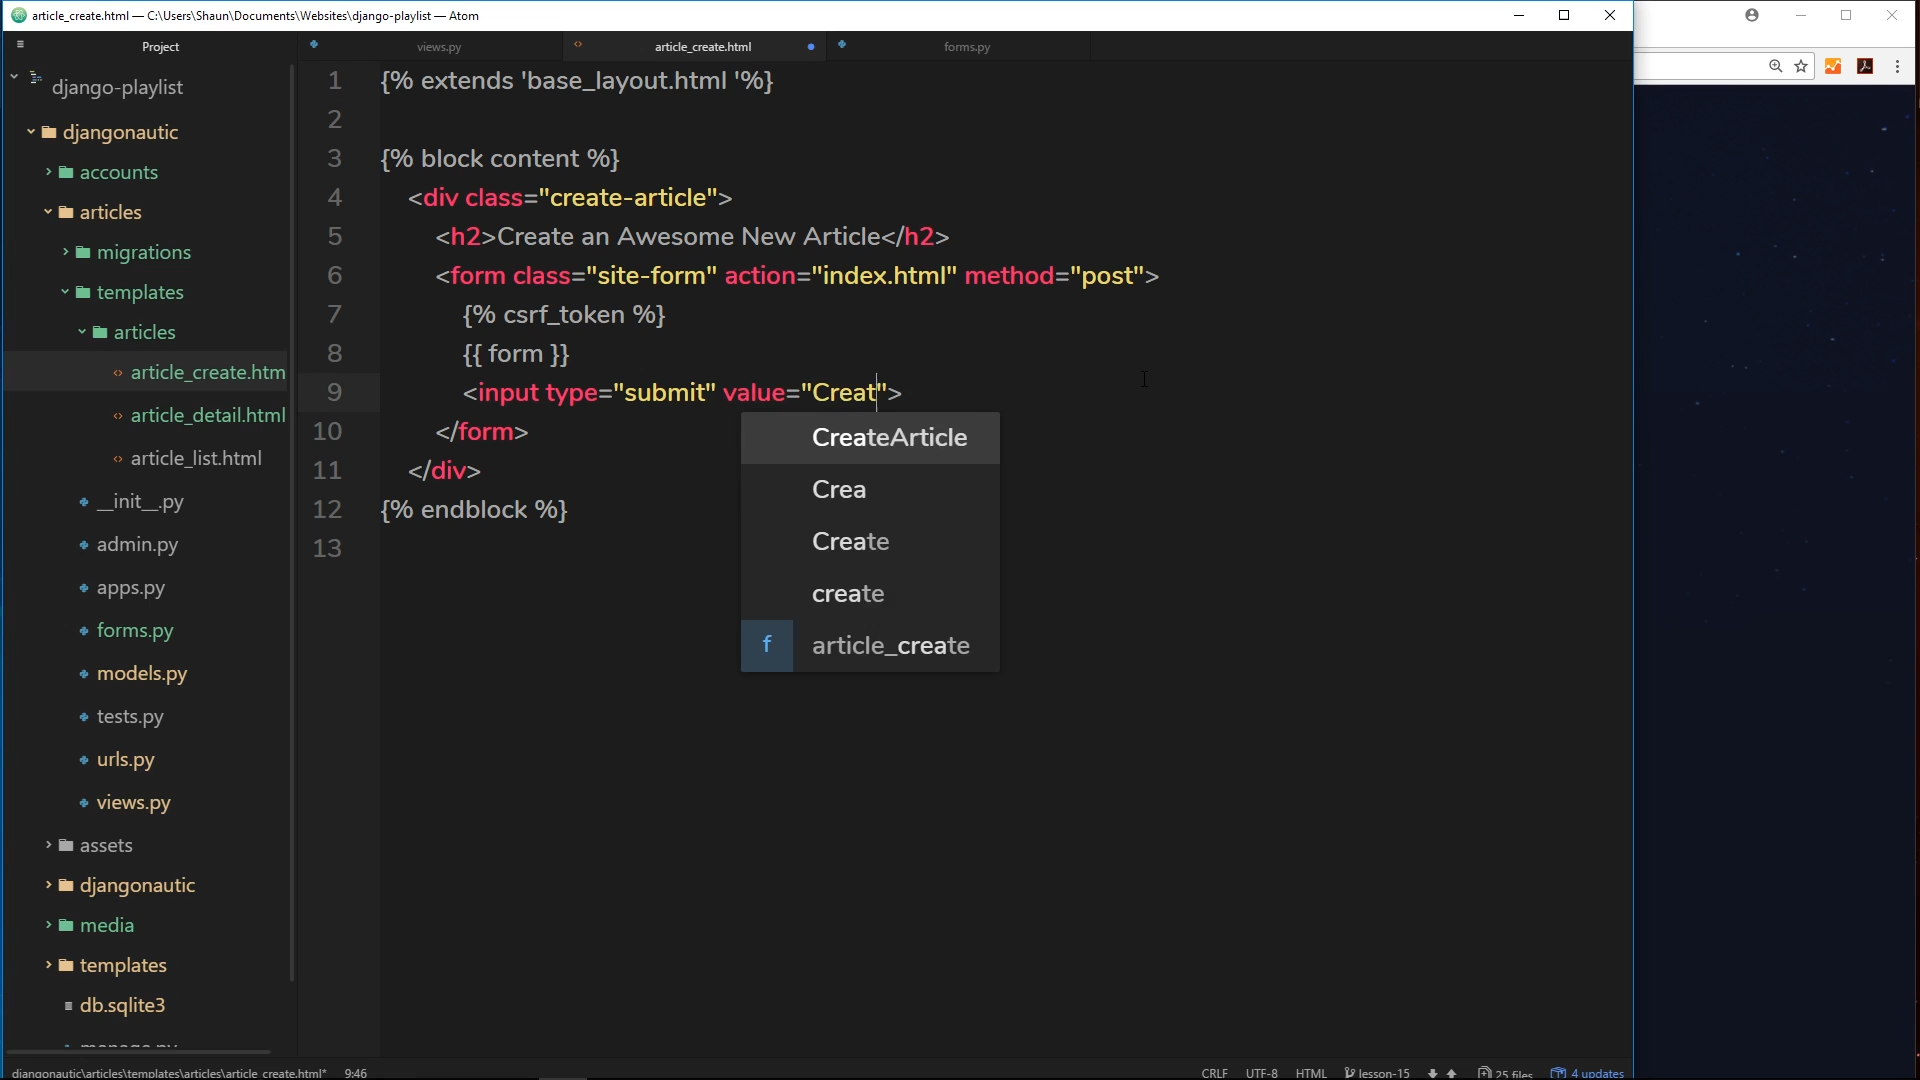 article_create.html — C:\Users\Shaun\Documents\Websites\django-playlist — Atom
Project
views.py
article_create.html
forms.py
django-playlist
djangonautic
accounts
articles
migrations
templates
articles
article_create.htm
article_detail.html
article_list.html
__init__.py
admin.py
apps.py
forms.py
models.py
tests.py
urls.py
views.py
assets
djangonautic
media
templates
db.sqlite3
1 {% extends 'base_layout.html '%}
2
3 {% block content %}
4 <div class="create-article">
5 <h2>Create an Awesome New Article</h2>
6 <form class="site-form" action="index.html" method="post">
7 {% csrf_token %}
8 {{ form }}
9 <input type="submit" value="Creat">
10 </form>
11 </div>
12 {% endblock %}
13
CreateArticle
Crea
Create
create
f article_create
djangonautic\articles\templates\articles\article_create.html* 9:46
CRLF UTF-8 HTML lesson-15 25 files 4 updates